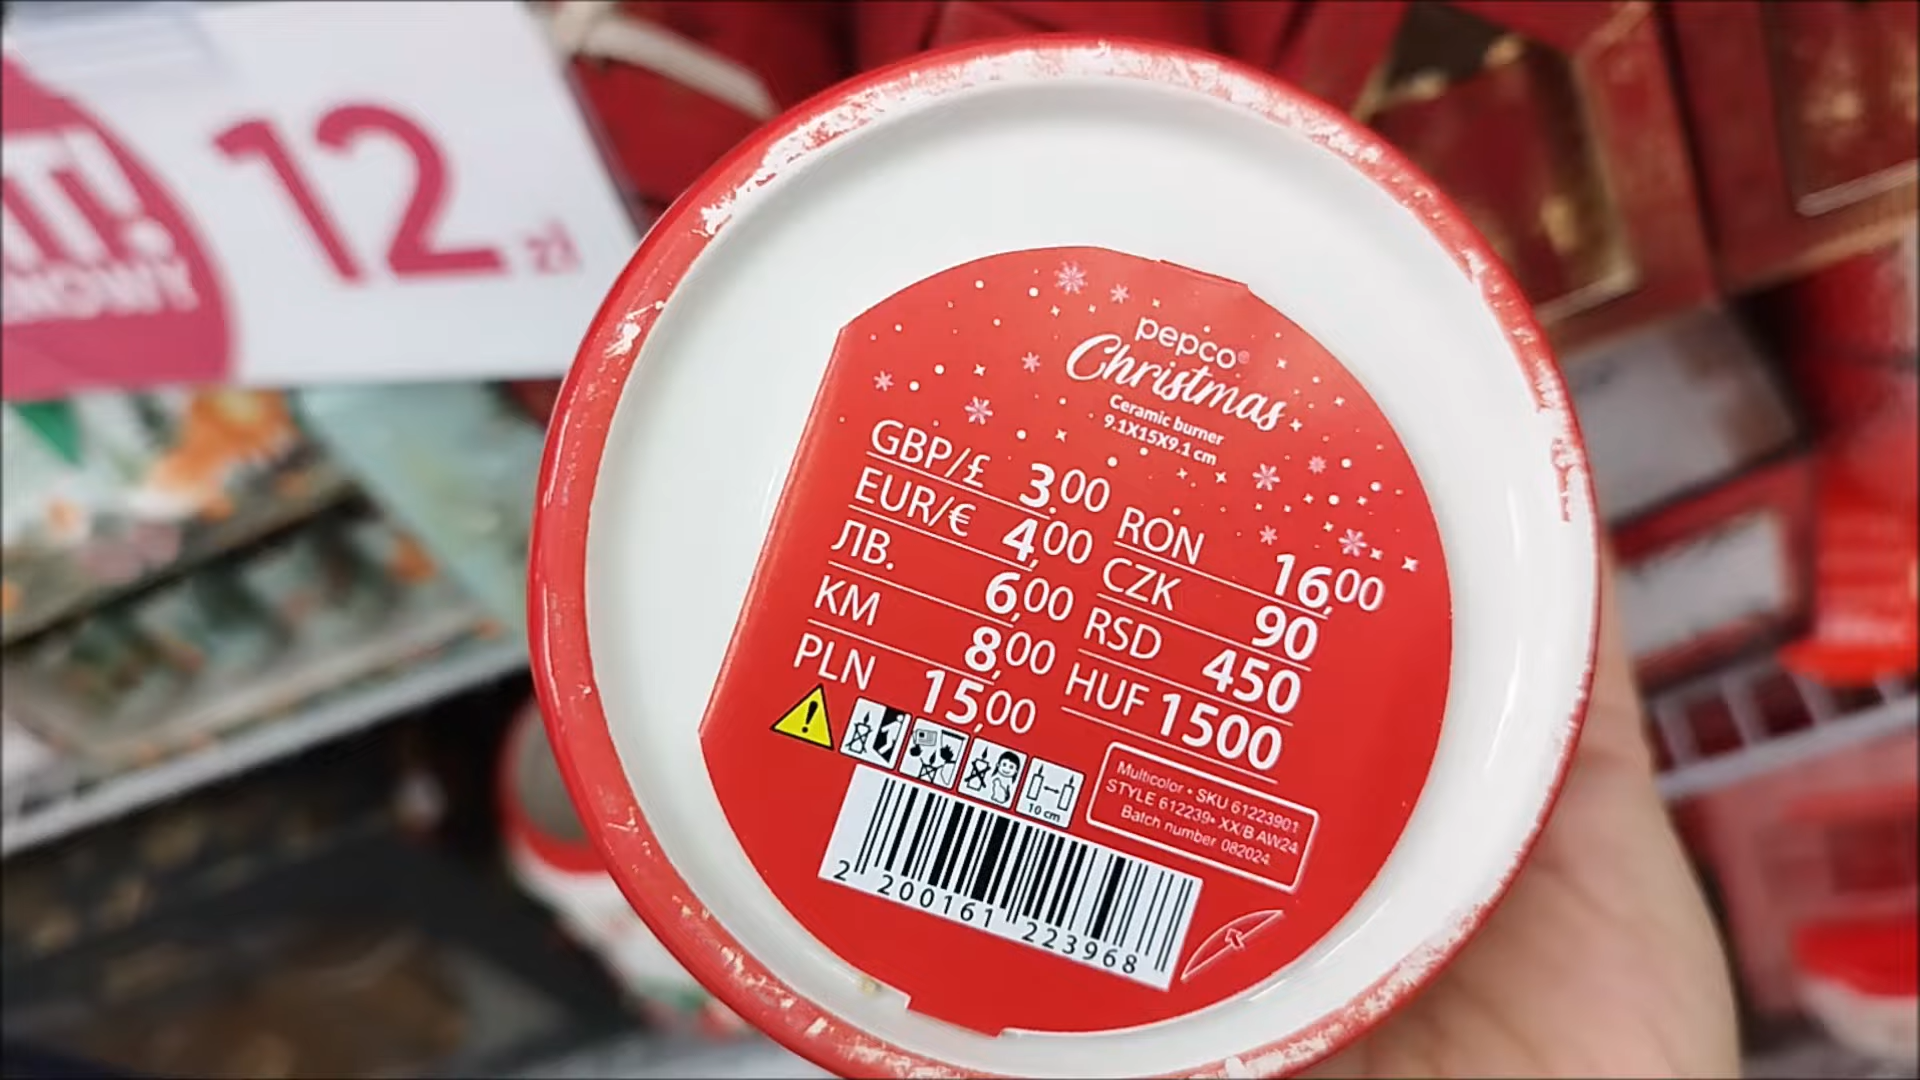 12 zł
pepco
Christmas
Ceramic burner
9.1X15X9.1 cm
GBP/£ 3.00
EUR/€ 4,00
ЛВ. 6,00
KM 8,00
PLN 15,00
RON 16,00
CZK 90
RSD 450
HUF 1500
10 cm
Multicolor • SKU 61223901
STYLE 612239• XX/B AW24
Batch number 082024
2 200161 223968